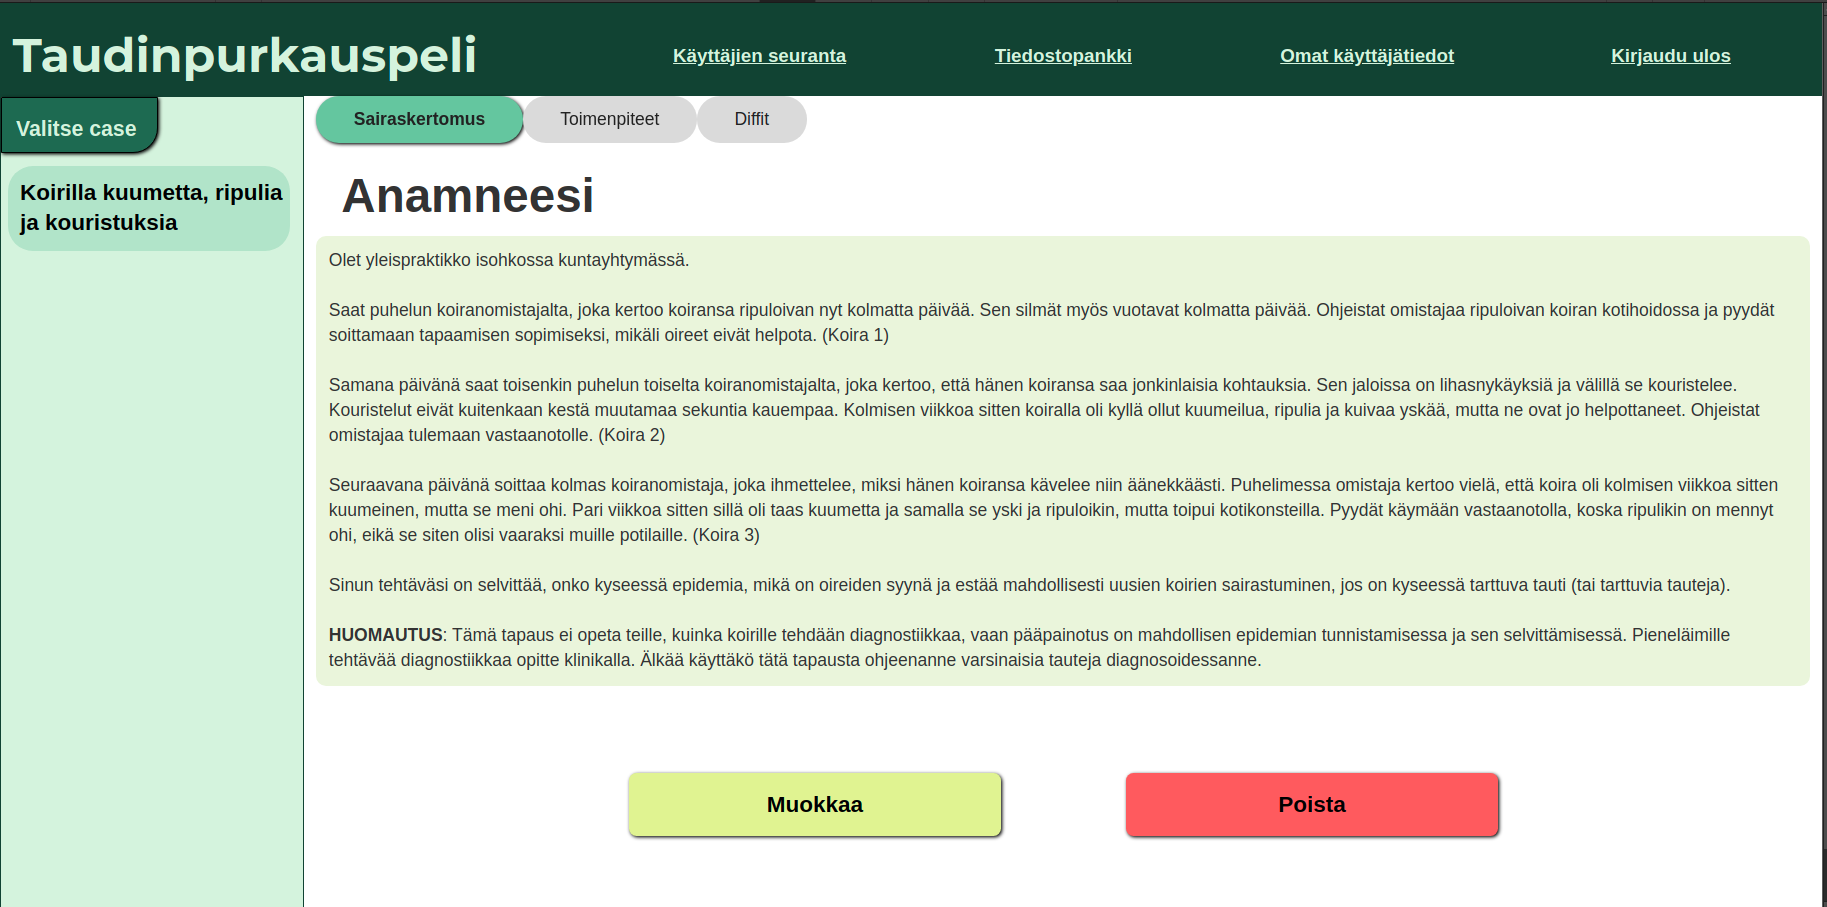 Taudinpurkauspeli
Käyttäjien seuranta
Tiedostopankki
Omat käyttäjätiedot
Kirjaudu ulos
Valitse case
Koirilla kuumetta, ripulia
ja kouristuksia
Sairaskertomus
Toimenpiteet
Diffit
Anamneesi
Olet yleispraktikko isohkossa kuntayhtymässä.
Saat puhelun koiranomistajalta, joka kertoo koiransa ripuloivan nyt kolmatta päivää. Sen silmät myös vuotavat kolmatta päivää. Ohjeistat omistajaa ripuloivan koiran kotihoidossa ja pyydät
soittamaan tapaamisen sopimiseksi, mikäli oireet eivät helpota. (Koira 1)
Samana päivänä saat toisenkin puhelun toiselta koiranomistajalta, joka kertoo, että hänen koiransa saa jonkinlaisia kohtauksia. Sen jaloissa on lihasnykäyksiä ja välillä se kouristelee.
Kouristelut eivät kuitenkaan kestä muutamaa sekuntia kauempaa. Kolmisen viikkoa sitten koiralla oli kyllä ollut kuumeilua, ripulia ja kuivaa yskää, mutta ne ovat jo helpottaneet. Ohjeistat
omistajaa tulemaan vastaanotolle. (Koira 2)
Seuraavana päivänä soittaa kolmas koiranomistaja, joka ihmettelee, miksi hänen koiransa kävelee niin äänekkäästi. Puhelimessa omistaja kertoo vielä, että koira oli kolmisen viikkoa sitten
kuumeinen, mutta se meni ohi. Pari viikkoa sitten sillä oli taas kuumetta ja samalla se yski ja ripuloikin, mutta toipui kotikonsteilla. Pyydät käymään vastaanotolla, koska ripulikin on mennyt
ohi, eikä se siten olisi vaaraksi muille potilaille. (Koira 3)
Sinun tehtäväsi on selvittää, onko kyseessä epidemia, mikä on oireiden syynä ja estää mahdollisesti uusien koirien sairastuminen, jos on kyseessä tarttuva tauti (tai tarttuvia tauteja).
HUOMAUTUS: Tämä tapaus ei opeta teille, kuinka koirille tehdään diagnostiikkaa, vaan pääpainotus on mahdollisen epidemian tunnistamisessa ja sen selvittämisessä. Pieneläimille
tehtävää diagnostiikkaa opitte klinikalla. Älkää käyttäkö tätä tapausta ohjeenanne varsinaisia tauteja diagnosoidessanne.
Muokkaa
Poista